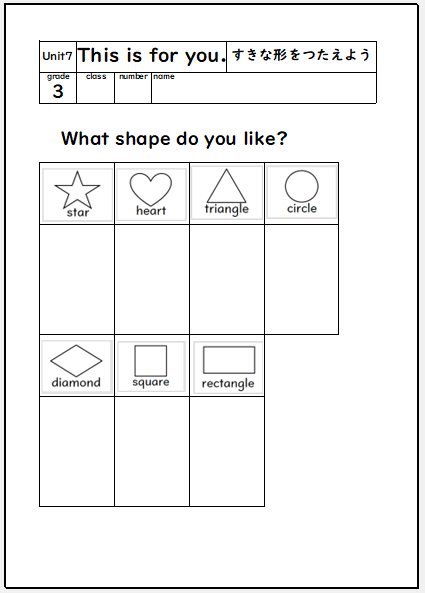 Unit7 This is for you. すきな形をつたえよう
grade class number name
3
What shape do you like?
star heart triangle circle
diamond square rectangle